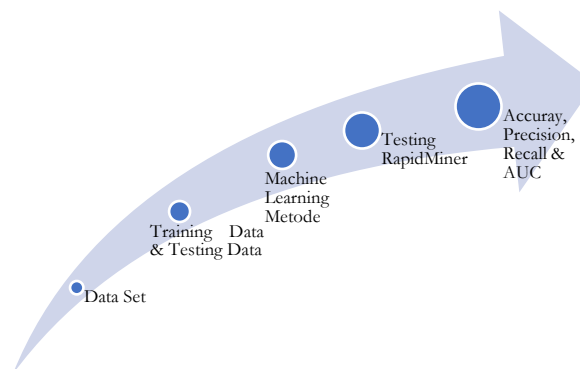 Data Set
Training Data
& Testing Data
Machine
Learning
Metode
Testing
RapidMiner
Accuray,
Precision,
Recall &
AUC